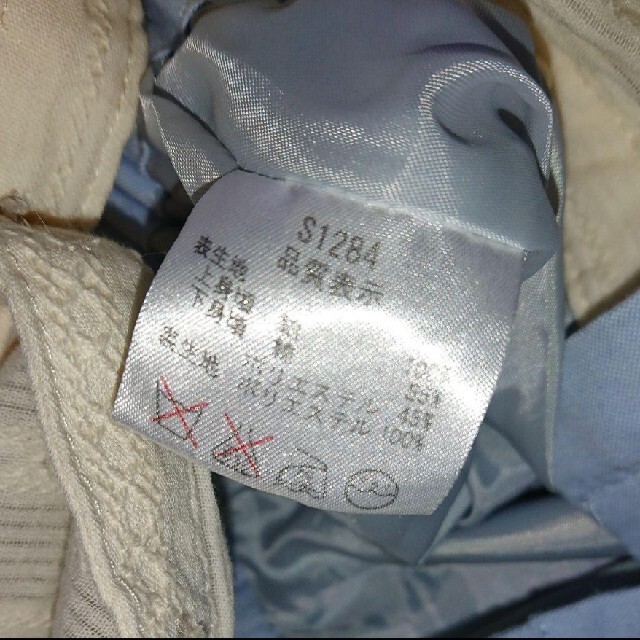 S1284
品質表示
表生地
上身頃 綿 100%
下身頃 綿 55%
ポリエステル 45%
裏生地 ポリエステル 100%